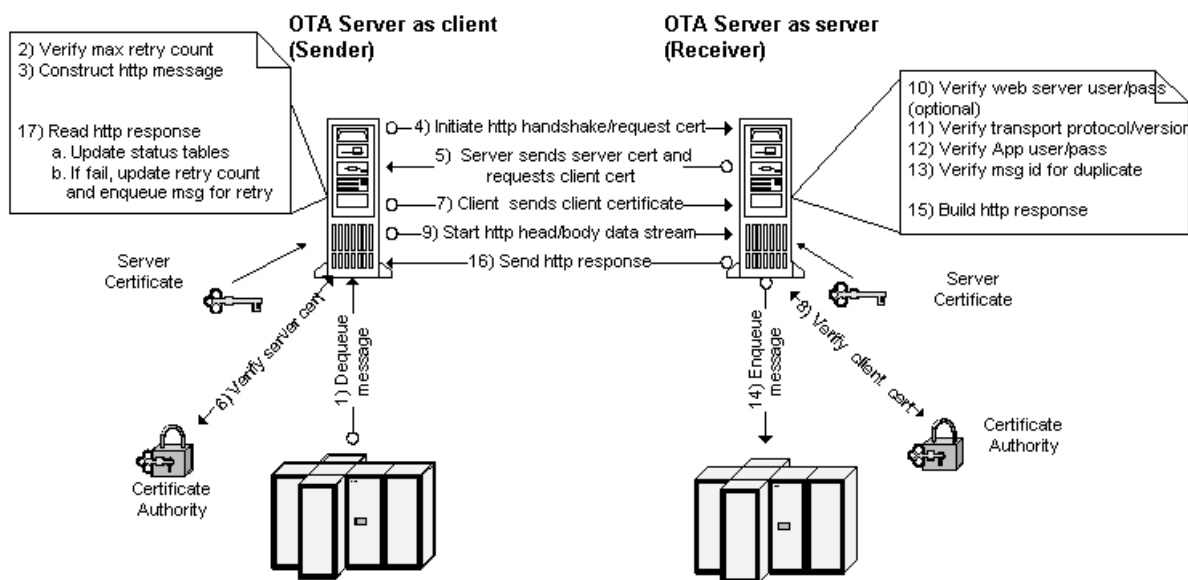 OTA Server as client
(Sender)
OTA Server as server
(Receiver)
2) Verify max retry count
3) Construct http message
17) Read http response
a. Update status tables
b. If fail, update retry count
and enqueue msg for retry
10) Verify web server user/pass
(optional)
11) Verify transport protocol/version
12) Verify App user/pass
13) Verify msg id for duplicate
15) Build http response
4) Initiate http handshake/request cert
5) Server sends server cert and
requests client cert
7) Client sends client certificate
9) Start http head/body data stream
16) Send http response
Server
Certificate
Server
Certificate
6) Verify server cert
1) Dequeue
message
14) Enqueue
message
8) Verify client cert
Certificate
Authority
Certificate
Authority